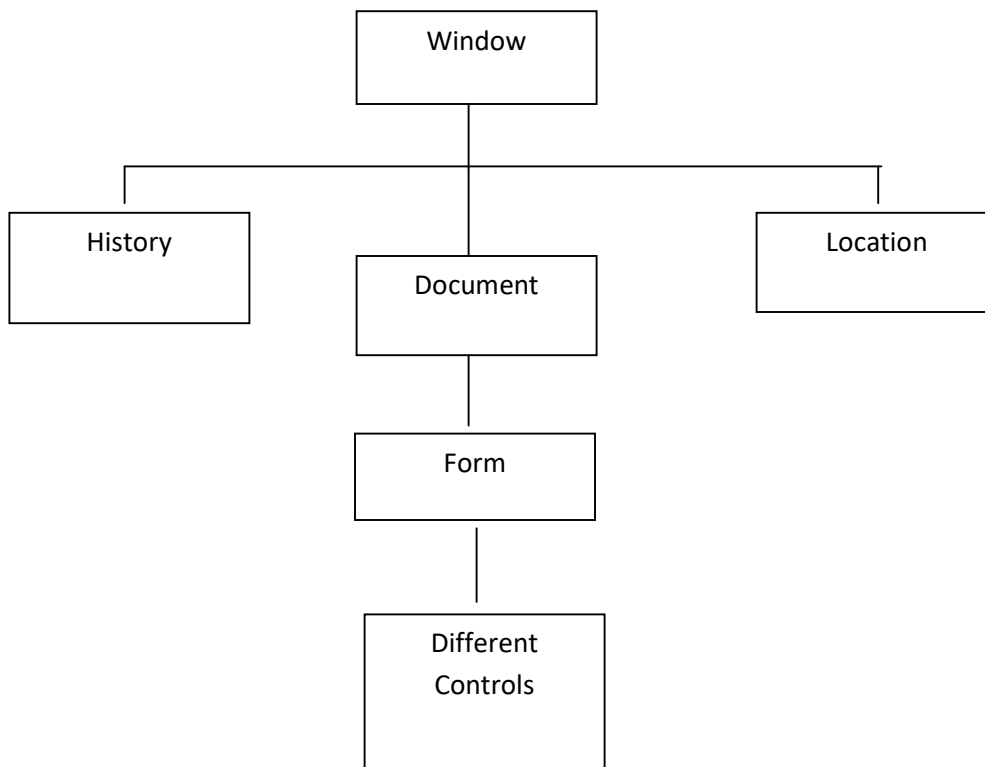 Window
History
Location
Document
Form
Different
Controls